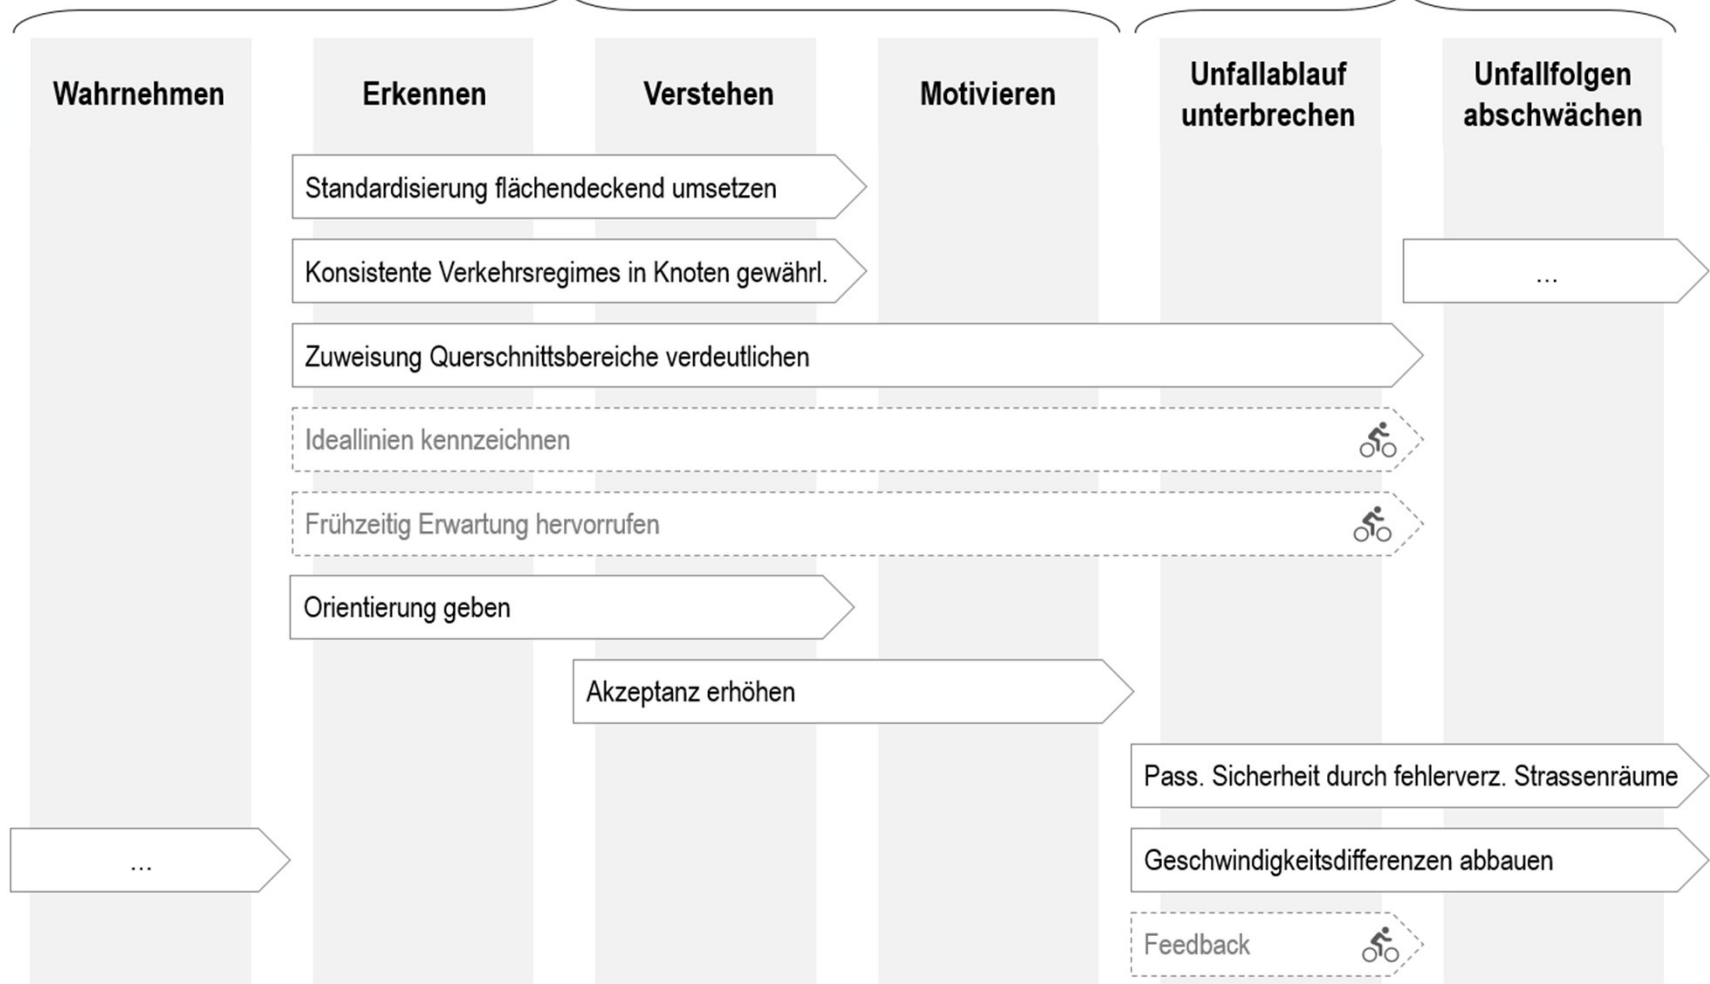 Wahrnehmen
Erkennen
Verstehen
Motivieren
Unfallablauf
unterbrechen
Unfallfolgen
abschwächen
Standardisierung flächendeckend umsetzen
Konsistente Verkehrsregimes in Knoten gewährl.
...
Zuweisung Querschnittsbereiche verdeutlichen
Ideallinien kennzeichnen
Frühzeitig Erwartung hervorrufen
Orientierung geben
Akzeptanz erhöhen
Pass. Sicherheit durch fehlerverz. Strassenräume
...
Geschwindigkeitsdifferenzen abbauen
Feedback